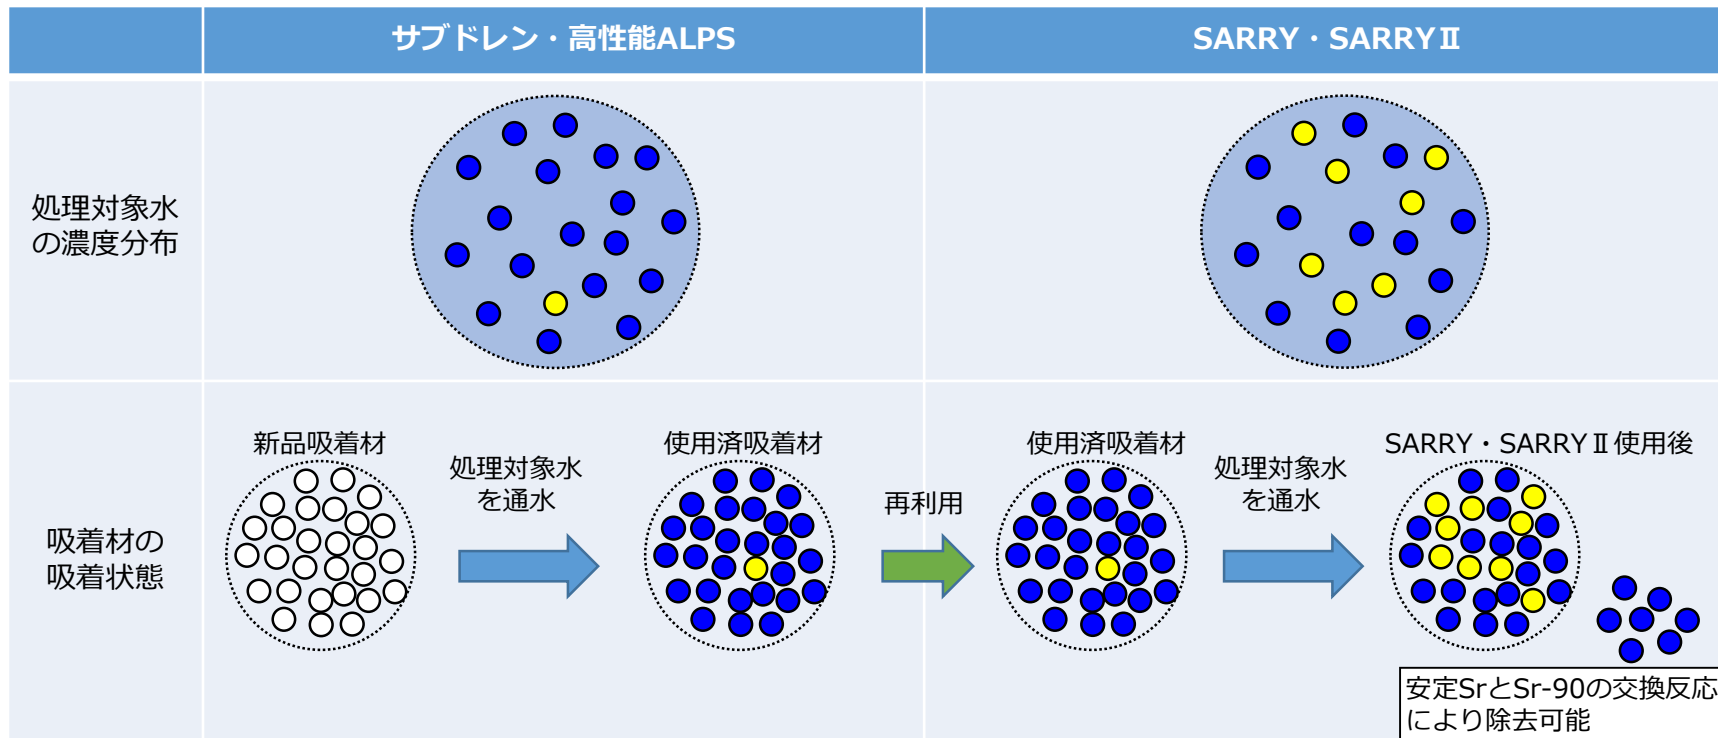 サブドレン・高性能ALPS
SARRY・SARRYⅡ
処理対象水
の濃度分布
吸着材の
吸着状態
新品吸着材
処理対象水
を通水
使用済吸着材
再利用
使用済吸着材
処理対象水
を通水
SARRY・SARRYⅡ使用後
安定SrとSr-90の交換反応
により除去可能